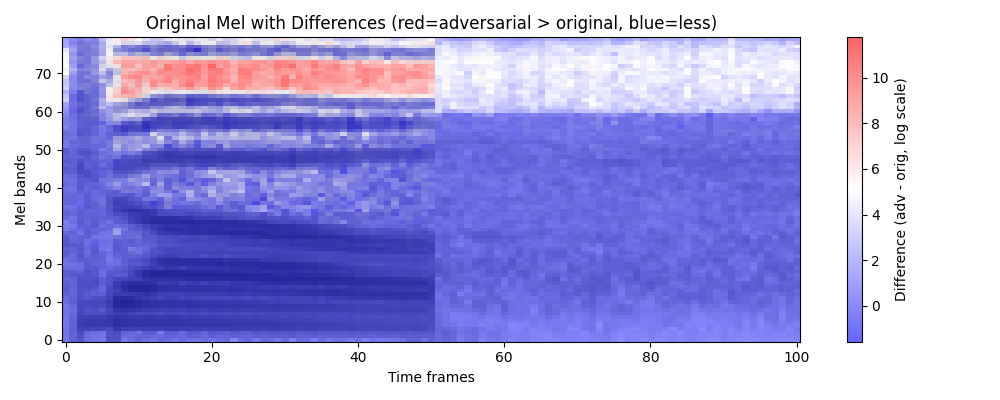 Original Mel with Differences (red=adversarial > original, blue=less)
Mel bands
70
60
50
40
30
20
10
0
0 20 40 60 80 100
Time frames
10
8
6
4
2
0
Difference (adv - orig, log scale)